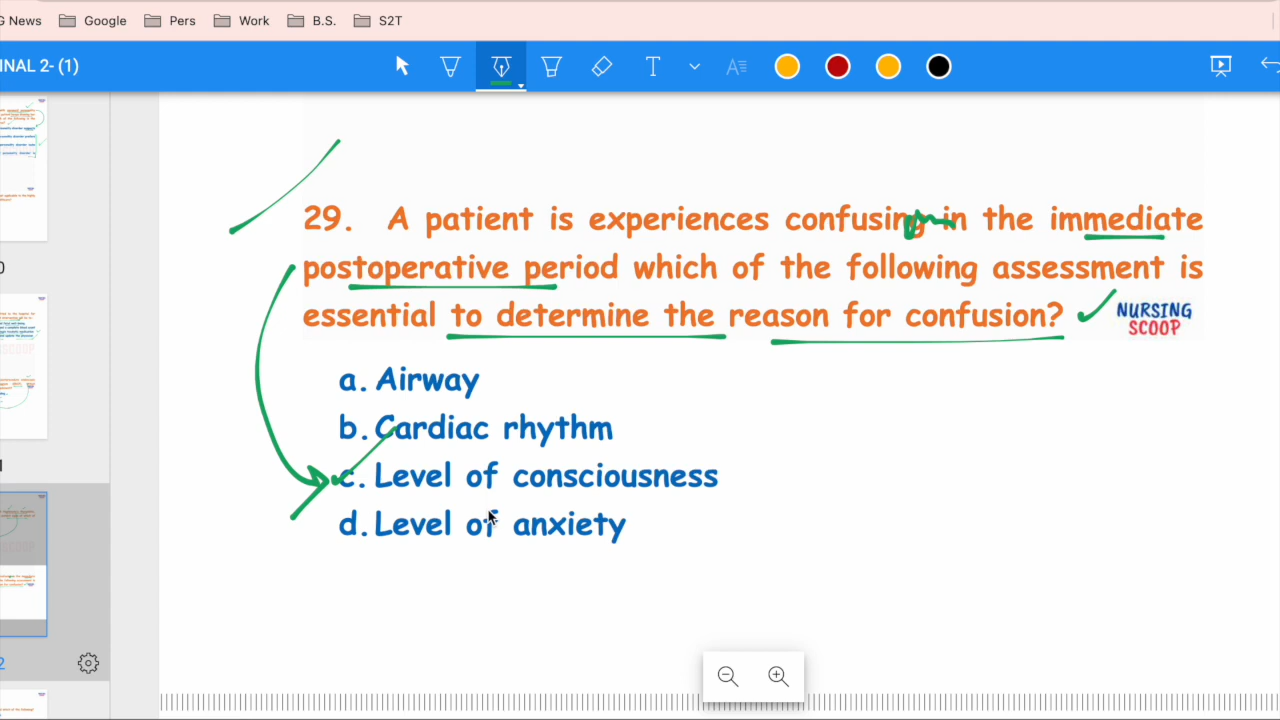 G News Google Pers Work B.S. S2T
INAL 2- (1)
29. A patient is experiences confusing in the immediate
postoperative period which of the following assessment is
essential to determine the reason for confusion?
NURSING
SCOOP
a. Airway
b. Cardiac rhythm
c. Level of consciousness
d. Level of anxiety